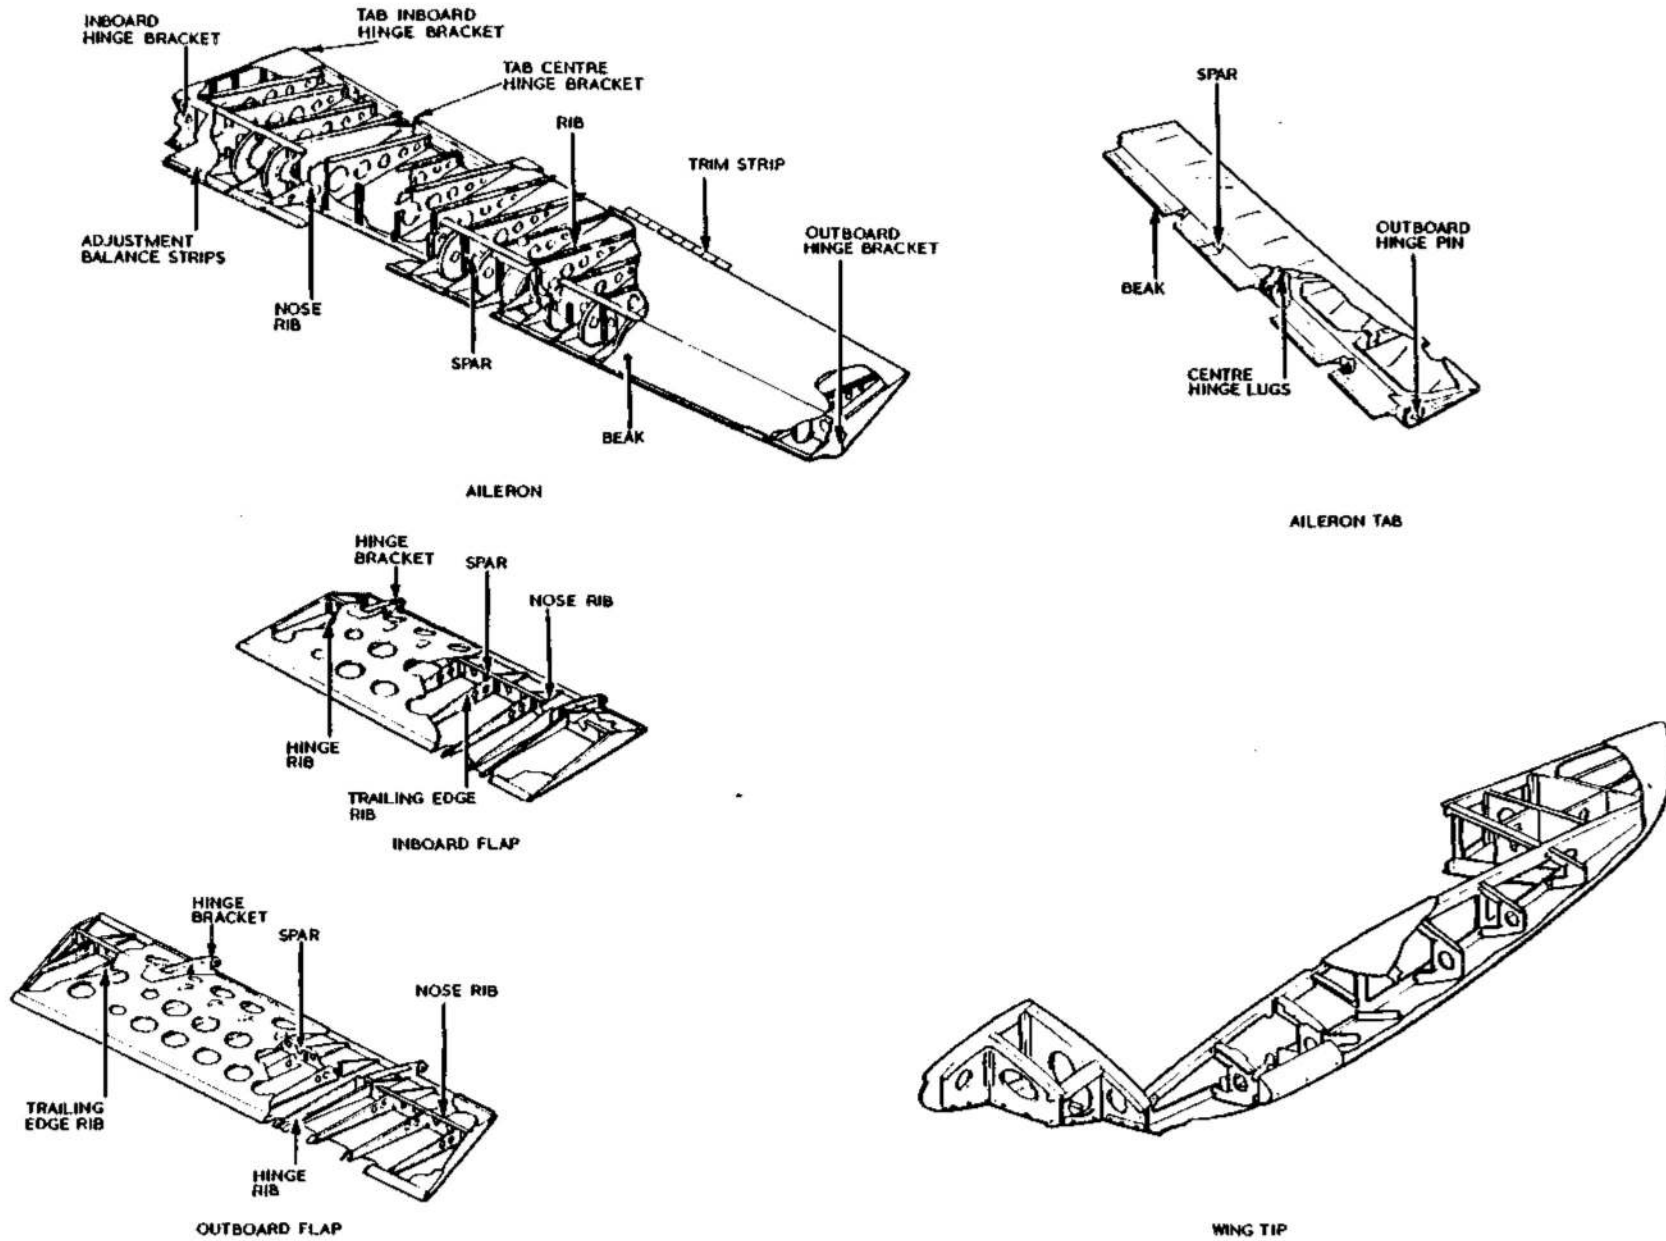 INBOARD
HINGE BRACKET
TAB INBOARD
HINGE BRACKET
TAB CENTRE
HINGE BRACKET
RIB
TRIM STRIP
OUTBOARD
HINGE BRACKET
ADJUSTMENT
BALANCE STRIPS
NOSE
RIB
SPAR
BEAK
AILERON
SPAR
BEAK
OUTBOARD
HINGE PIN
CENTRE
HINGE LUGS
AILERON TAB
HINGE
BRACKET
SPAR
NOSE RIB
HINGE
RIB
TRAILING EDGE
RIB
INBOARD FLAP
HINGE
BRACKET
SPAR
NOSE RIB
TRAILING
EDGE RIB
HINGE
RIB
OUTBOARD FLAP
WING TIP